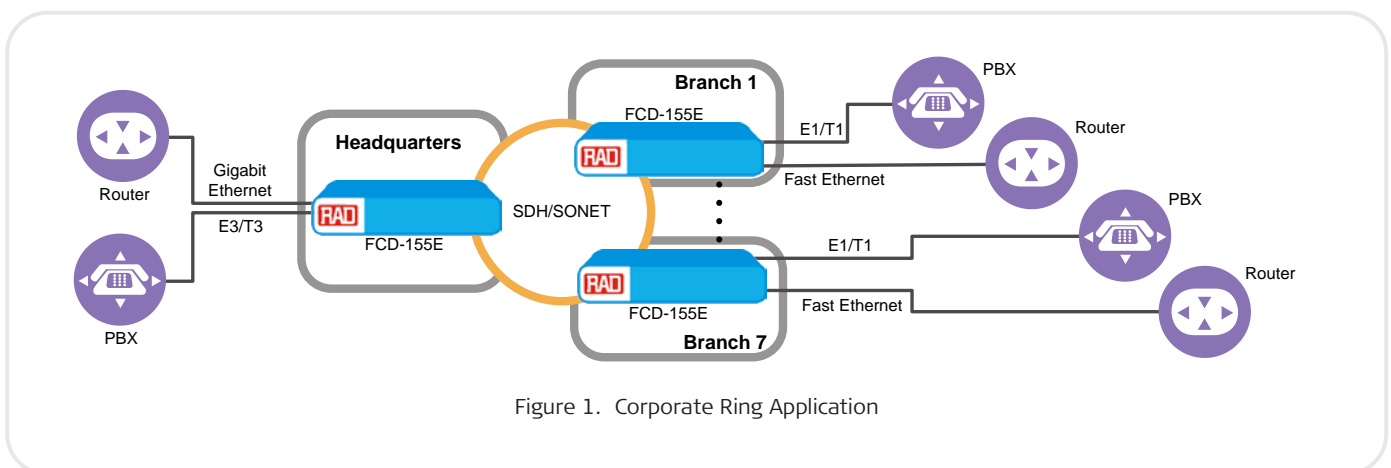 Router
Gigabit
Ethernet
E3/T3
PBX
Headquarters
RAD
FCD-155E
SDH/SONET
Branch 1
FCD-155E
RAD
E1/T1
Fast Ethernet
PBX
Router
RAD
FCD-155E
Branch 7
E1/T1
Fast Ethernet
PBX
Router
Figure 1. Corporate Ring Application